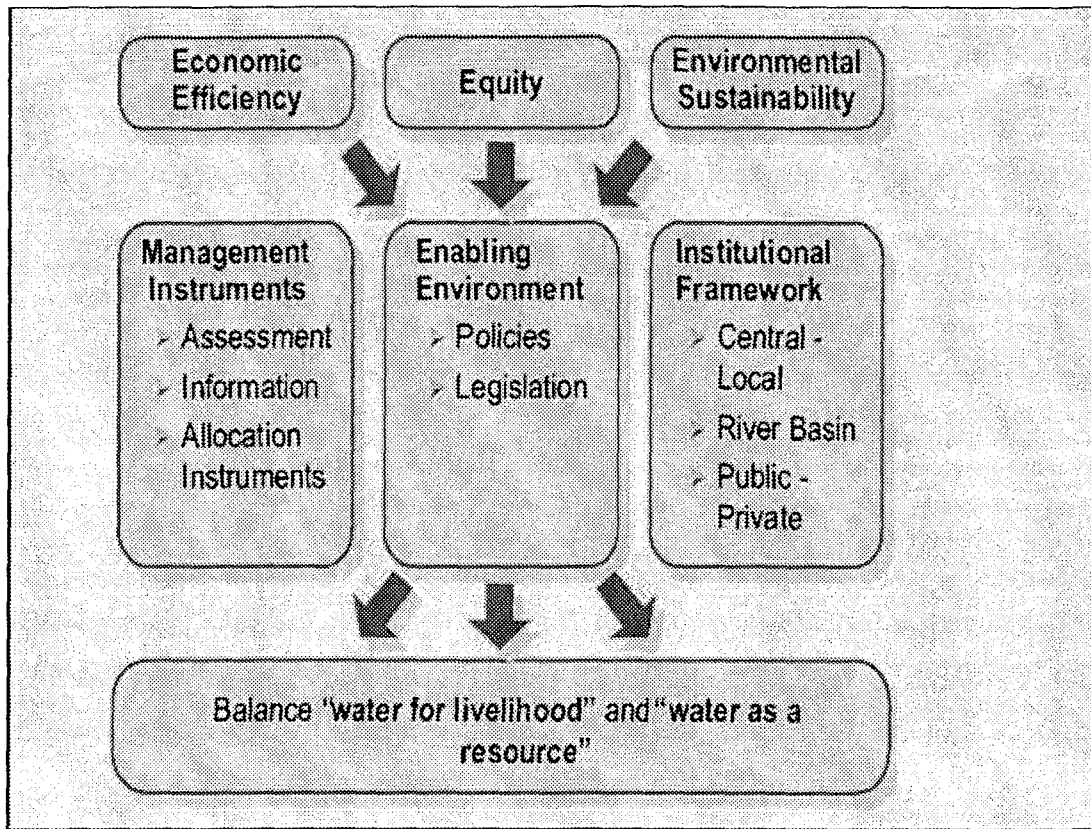 Economic
Efficiency
Equity
Environmental
Sustainability
Management
Instruments
➢ Assessment
➢ Information
➢ Allocation
Instruments
Enabling
Environment
➢ Policies
➢ Legislation
Institutional
Framework
➢ Central -
Local
➢ River Basin
➢ Public -
Private
Balance "water for livelihood" and "water as a
resource"